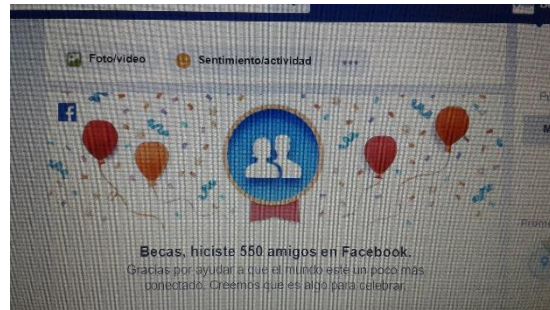 Foto/video
Sentimiento/actividad
Becas, hiciste 550 amigos en Facebook.
Gracias por ayudar a que el mundo esté un poco más
conectado. Creemos que es algo para celebrar.